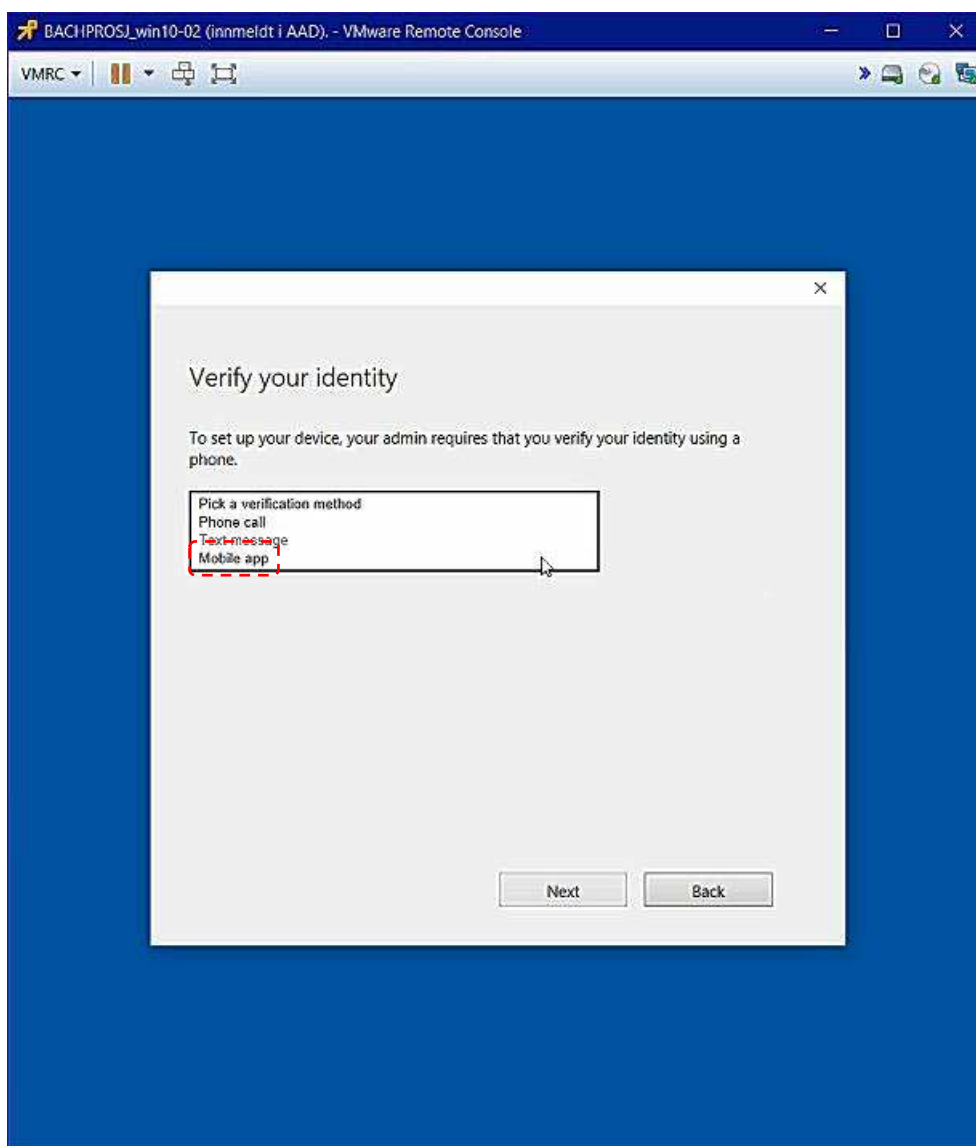 BACHPROSJ_win10-02 (innmeldt i AAD). - VMware Remote Console
VMRC
Verify your identity
To set up your device, your admin requires that you verify your identity using a
phone.
Pick a verification method
Phone call
Text message
Mobile app
Next
Back